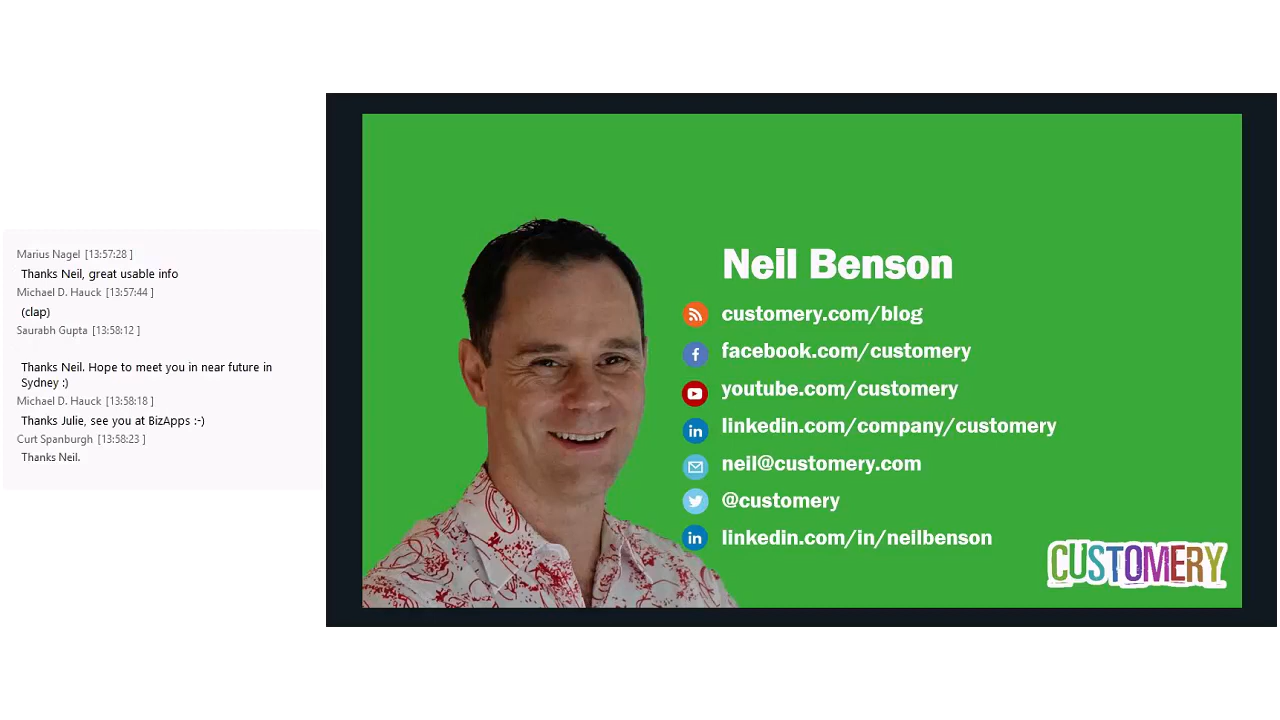 Marius Nagel [13:57:28 ]
Thanks Neil, great usable info
Michael D. Hauck [13:57:44 ]
(clap)
Saurabh Gupta [13:58:12 ]
Thanks Neil. Hope to meet you in near future in
Sydney :)
Michael D. Hauck [13:58:18 ]
Thanks Julie, see you at BizApps :-)
Curt Spanburgh [13:58:23 ]
Thanks Neil.
Neil Benson
customery.com/blog
facebook.com/customery
youtube.com/customery
linkedin.com/company/customery
neil@customery.com
@customery
linkedin.com/in/neilbenson
CUSTOMERY